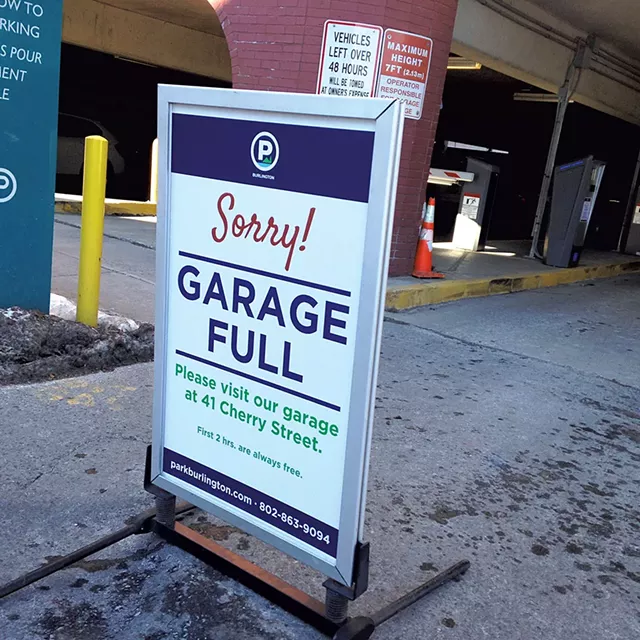 OW TO
RKING
S POUR
MENT
LE
P
VEHICLES
LEFT OVER
48 HOURS
WILL BE TOWED
AT OWNER'S EXPENSE
MAXIMUM
HEIGHT
7FT (2.13m)
OPERATOR
RESPONSIBLE
P
BURLINGTON
Sorry!
GARAGE
FULL
Please visit our garage
at 41 Cherry Street.
First 2 hrs. are always free.
parkburlington.com · 802-863-9094